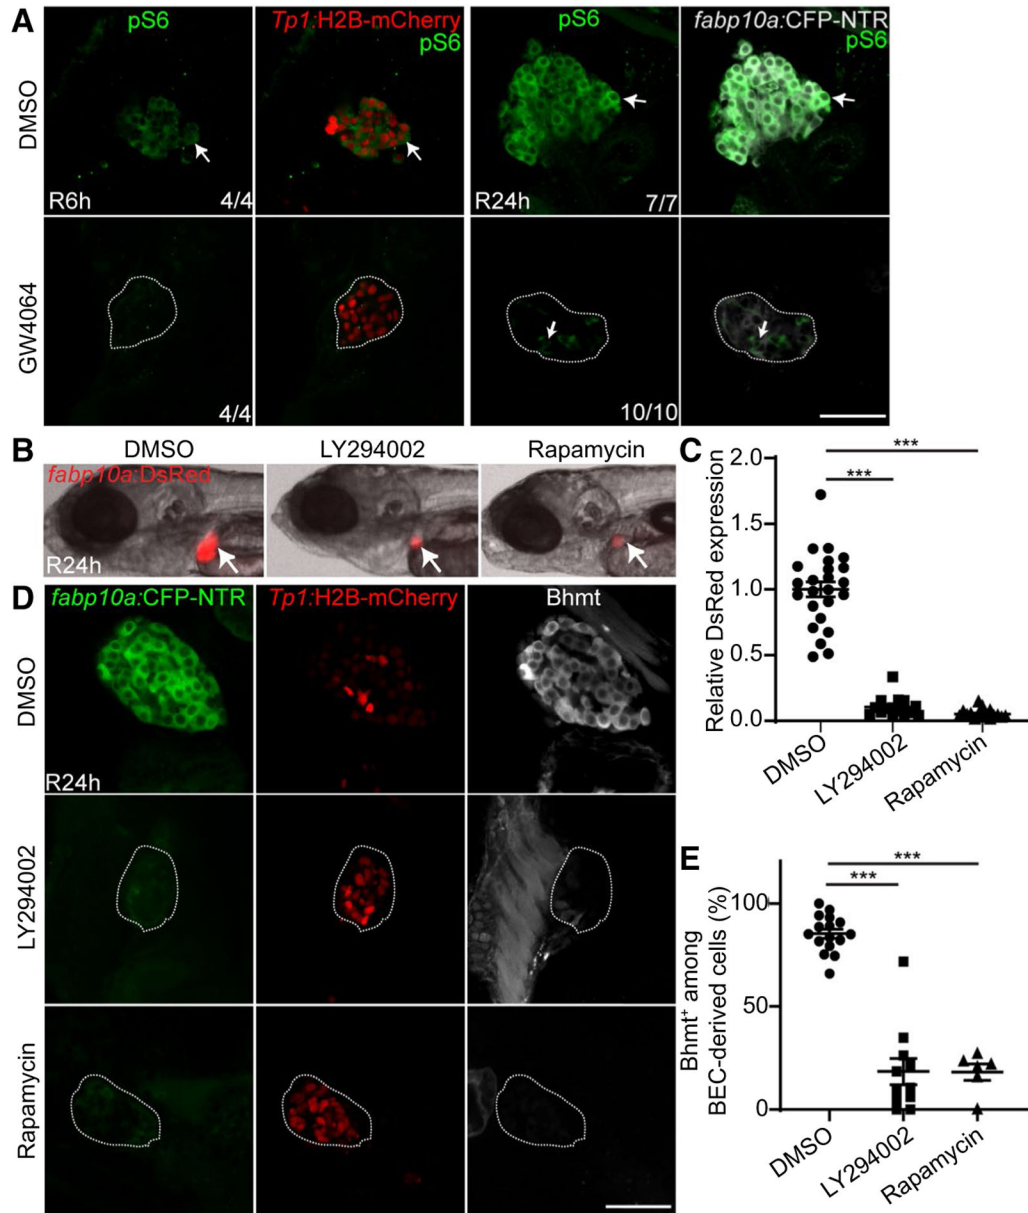 A
pS6
Tp1:H2B-mCherry
pS6
pS6
fabp10a:CFP-NTR
pS6
DMSO
R6h
4/4
R24h
7/7
GW4064
4/4
10/10
B
DMSO
LY294002
Rapamycin
fabp10a:DsRed
R24h
C
***
***
Relative DsRed expression
2.0
1.5
1.0
0.5
0.0
DMSO
LY294002
Rapamycin
D
fabp10a:CFP-NTR
Tp1:H2B-mCherry
Bhmt
DMSO
R24h
LY294002
Rapamycin
E
***
***
Bhmt+ among
BEC-derived cells (%)
100
50
0
DMSO
LY294002
Rapamycin